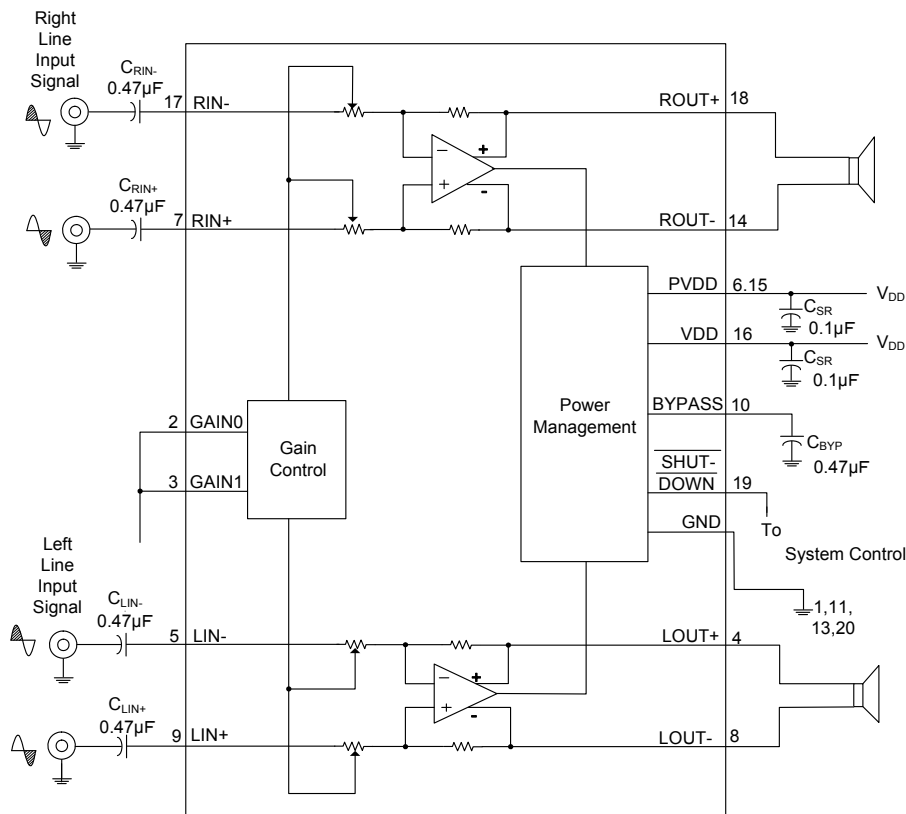 Right
Line
Input
Signal
CRIN-
0.47µF
17 RIN-
ROUT+ 18
CRIN+
0.47µF
7 RIN+
ROUT- 14
− + + -
PVDD 6.15
VDD
CSR
0.1µF
VDD 16
VDD
CSR
0.1µF
Power
Management
BYPASS 10
CBYP
0.47µF
SHUT-
DOWN 19
To
System Control
GND
1,11,
13,20
2 GAIN0
Gain
Control
3 GAIN1
Left
Line
Input
Signal
CLIN-
0.47µF
5 LIN-
LOUT+ 4
− + + -
CLIN+
0.47µF
9 LIN+
LOUT- 8